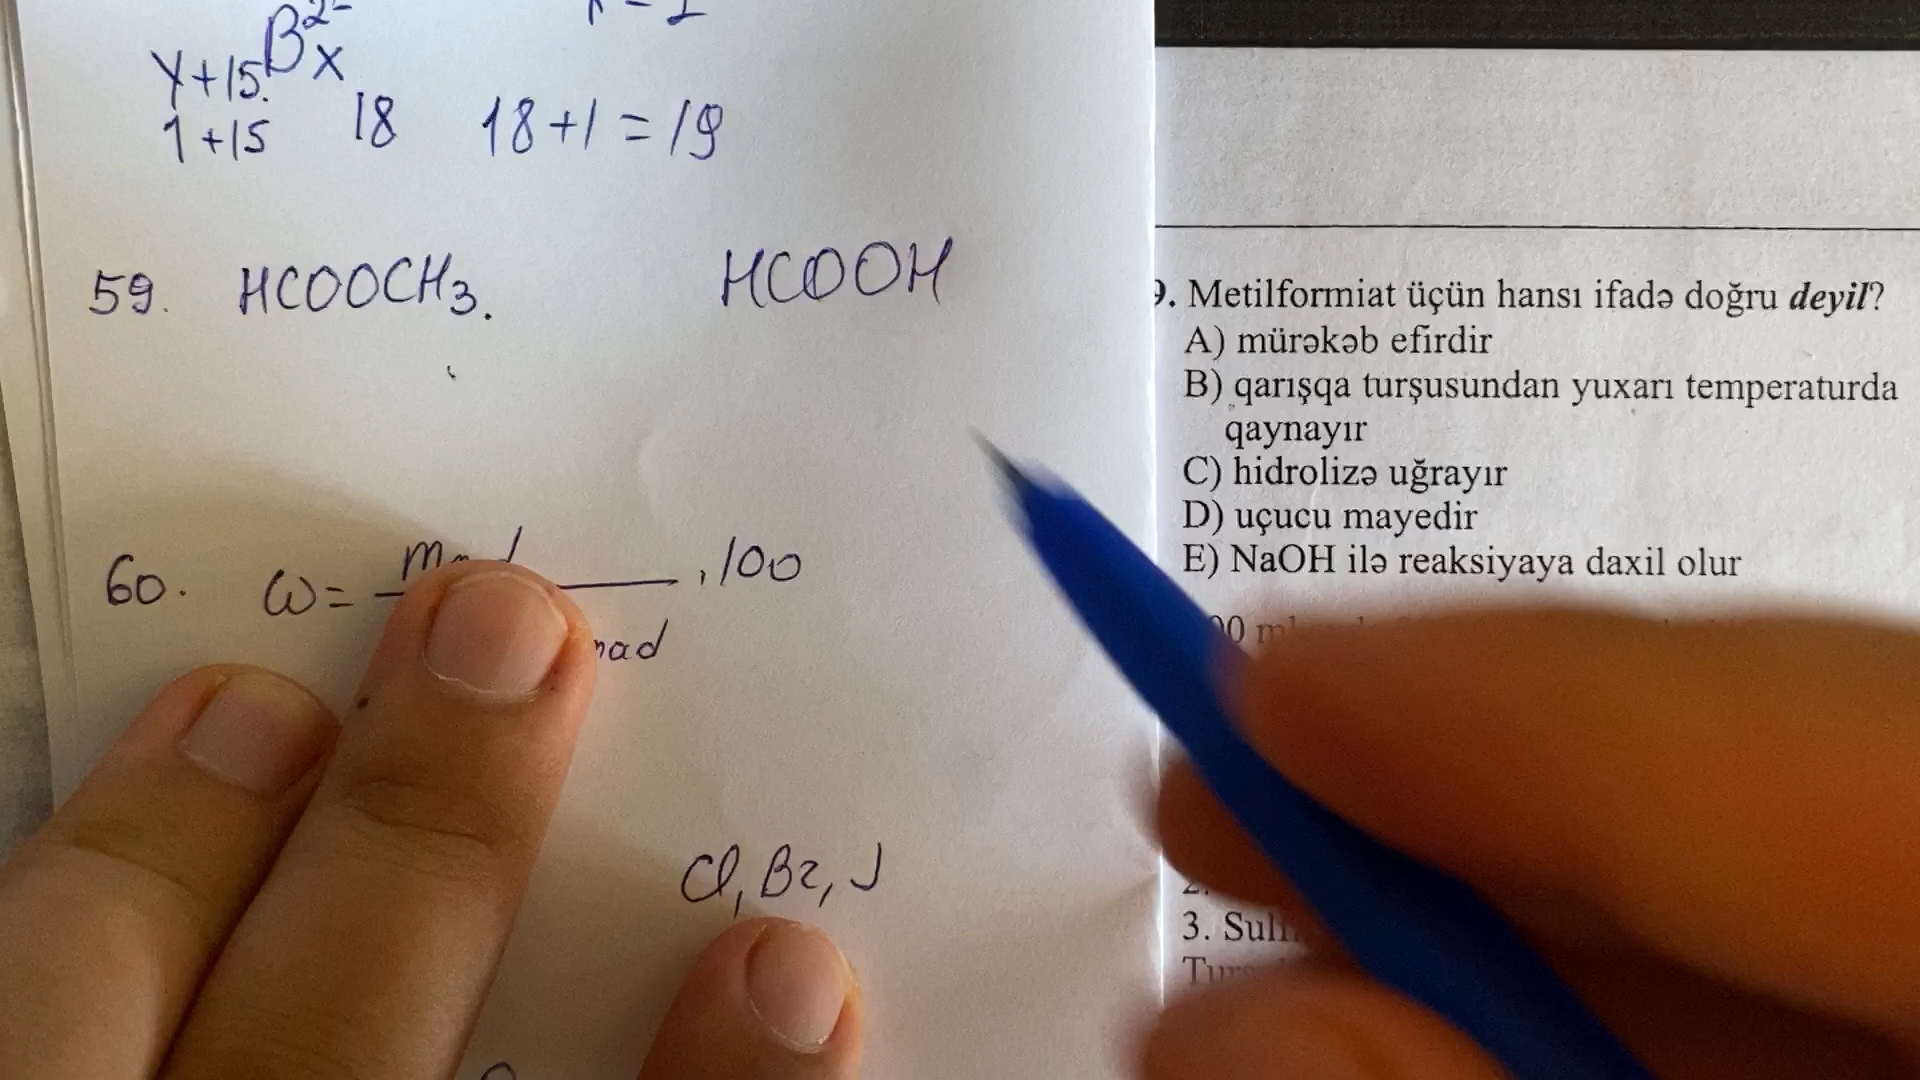 B²⁻
y+15. x
1+15 18 18+1=19
59. HCOOCH₃. HCOOH
60. ω= .100
Cl, Br, J
9. Metilformiat üçün hansı ifadə doğru deyil?
A) mürəkəb efirdir
B) qarışqa turşusundan yuxarı temperaturda
qaynayır
C) hidrolizə uğrayır
D) uçucu mayedir
E) NaOH ilə reaksiyaya daxil olur
3.